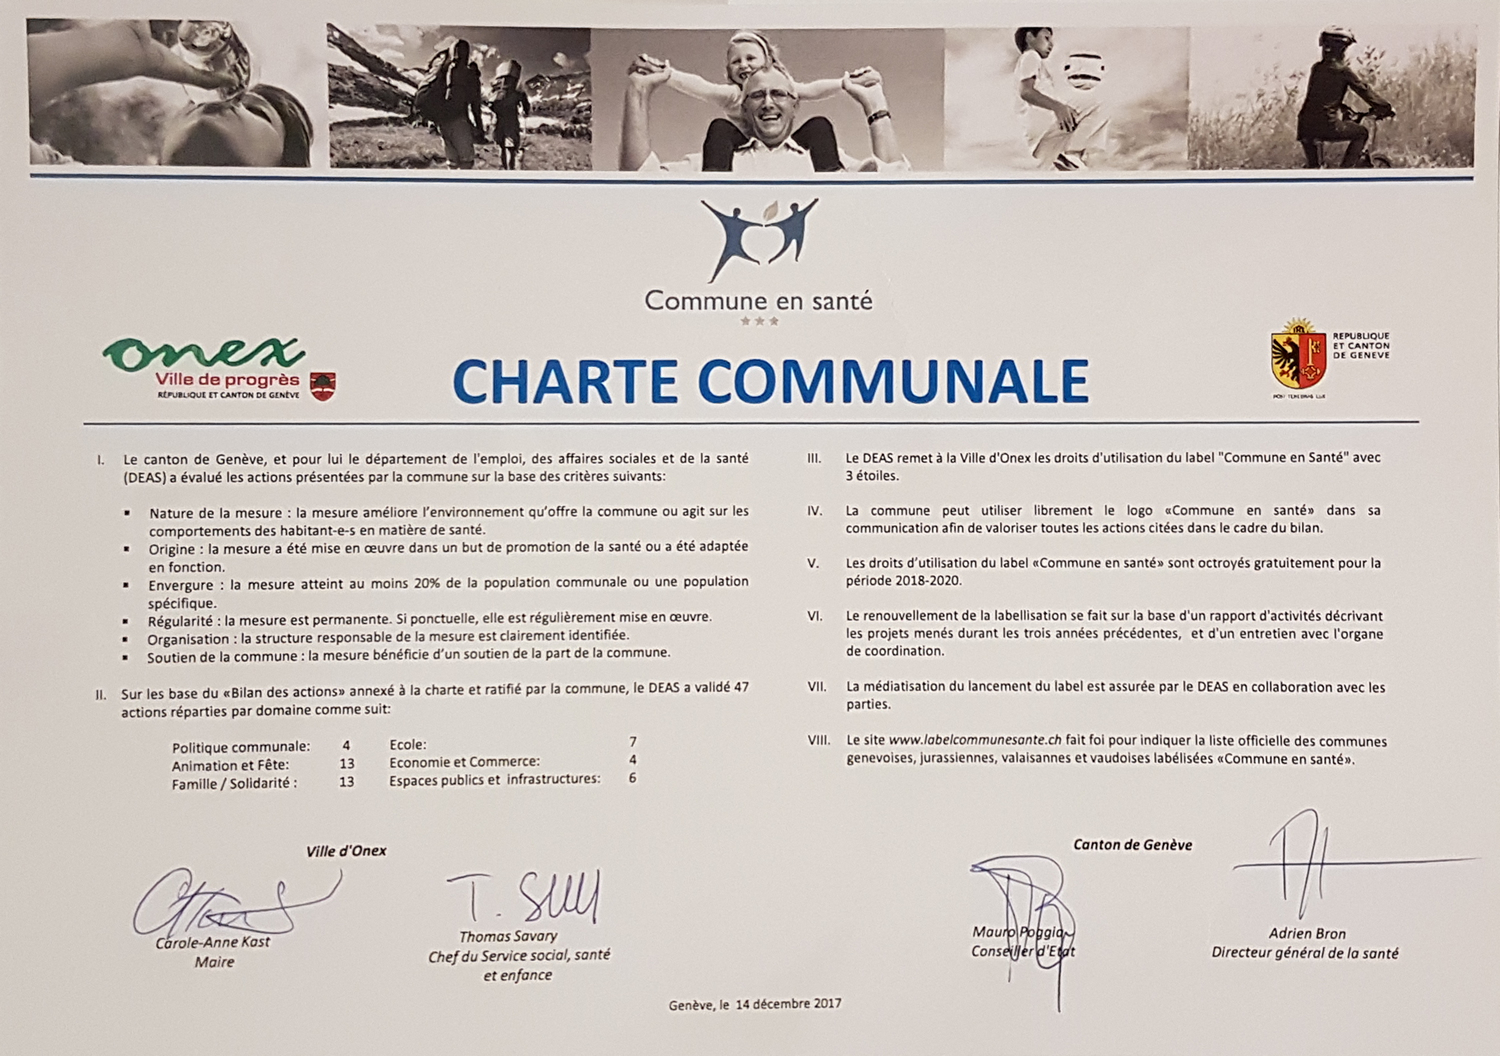 Commune en santé
onex
Ville de progrès
RÉPUBLIQUE ET CANTON DE GENÈVE
CHARTE COMMUNALE
REPUBLIQUE
ET CANTON
DE GENEVE
POST TENEBRAS LUX
I. Le canton de Genève, et pour lui le département de l'emploi, des affaires sociales et de la santé
(DEAS) a évalué les actions présentées par la commune sur la base des critères suivants:
▪ Nature de la mesure : la mesure améliore l'environnement qu'offre la commune ou agit sur les
comportements des habitant-e-s en matière de santé.
▪ Origine : la mesure a été mise en œuvre dans un but de promotion de la santé ou a été adaptée
en fonction.
▪ Envergure : la mesure atteint au moins 20% de la population communale ou une population
spécifique.
▪ Régularité : la mesure est permanente. Si ponctuelle, elle est régulièrement mise en œuvre.
▪ Organisation : la structure responsable de la mesure est clairement identifiée.
▪ Soutien de la commune : la mesure bénéficie d'un soutien de la part de la commune.
II. Sur les base du «Bilan des actions» annexé à la charte et ratifié par la commune, le DEAS a validé 47
actions réparties par domaine comme suit:
Politique communale: 4 Ecole: 7
Animation et Fête: 13 Economie et Commerce: 4
Famille / Solidarité : 13 Espaces publics et infrastructures: 6
III. Le DEAS remet à la Ville d'Onex les droits d'utilisation du label "Commune en Santé" avec
3 étoiles.
IV. La commune peut utiliser librement le logo «Commune en santé» dans sa
communication afin de valoriser toutes les actions citées dans le cadre du bilan.
V. Les droits d'utilisation du label «Commune en santé» sont octroyés gratuitement pour la
période 2018-2020.
VI. Le renouvellement de la labellisation se fait sur la base d'un rapport d'activités décrivant
les projets menés durant les trois années précédentes, et d'un entretien avec l'organe
de coordination.
VII. La médiatisation du lancement du label est assurée par le DEAS en collaboration avec les
parties.
VIII. Le site www.labelcommunesante.ch fait foi pour indiquer la liste officielle des communes
genevoises, jurassiennes, valaisannes et vaudoises labélisées «Commune en santé».
Ville d'Onex
Carole-Anne Kast
Maire
T. Savary
Thomas Savary
Chef du Service social, santé
et enfance
Canton de Genève
Mauro Poggia
Conseiller d'Etat
Adrien Bron
Directeur général de la santé
Genève, le 14 décembre 2017